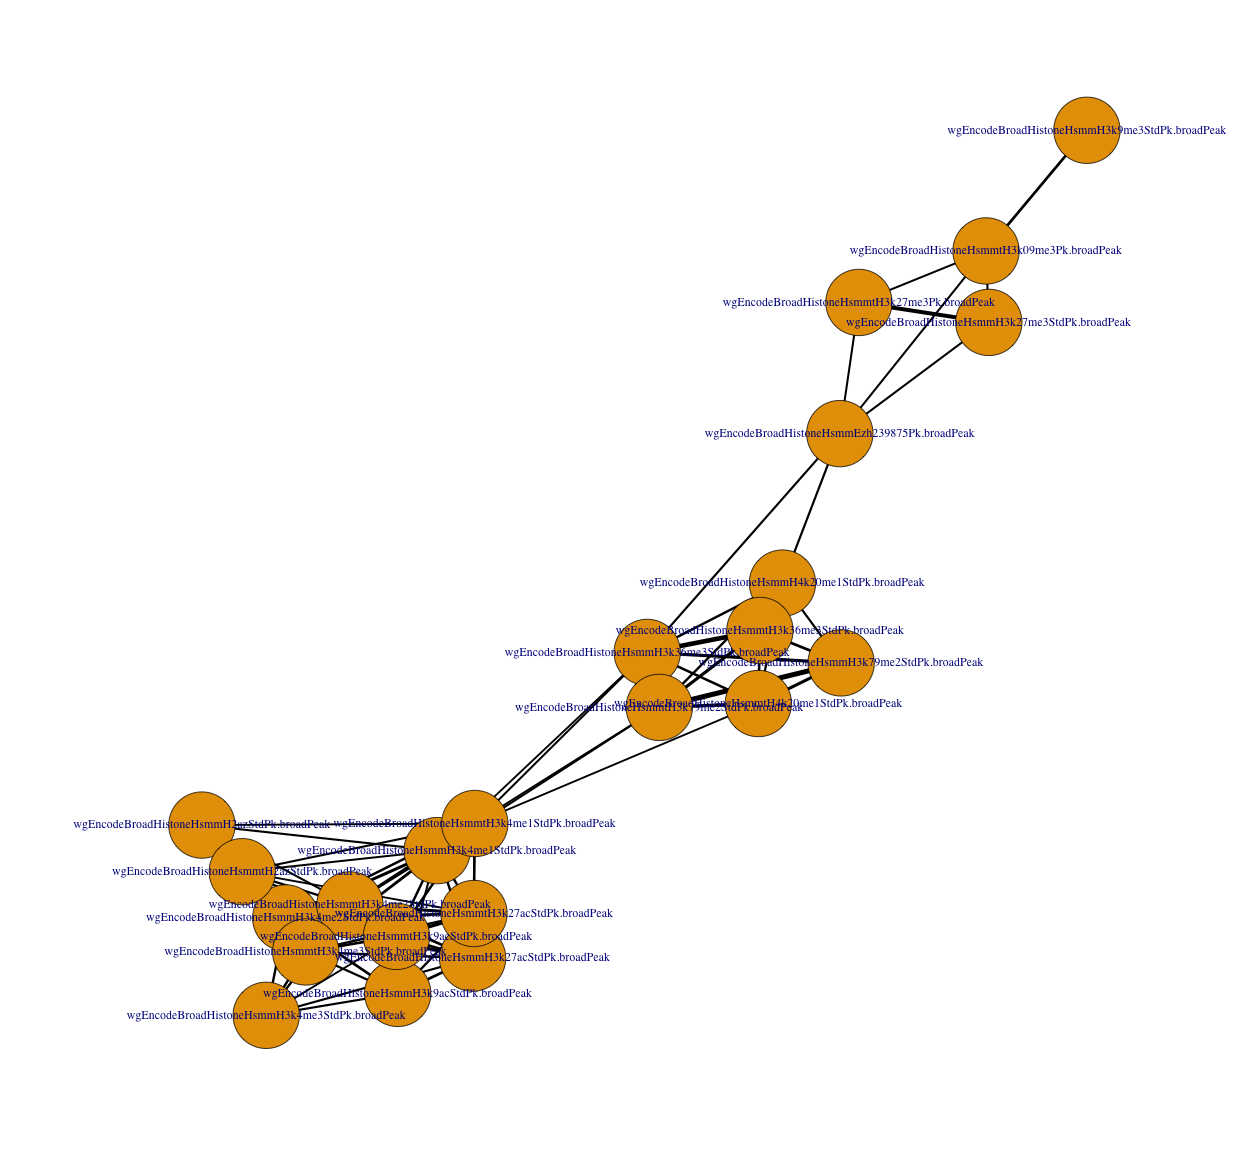 wgEncodeBroadHistoneHsmmH3k9me3StdPk.broadPeak
wgEncodeBroadHistoneHsmmtH3k09me3Pk.broadPeak
wgEncodeBroadHistoneHsmmtH3k27me3Pk.broadPeak
wgEncodeBroadHistoneHsmmH3k27me3StdPk.broadPeak
wgEncodeBroadHistoneHsmmEzh239875Pk.broadPeak
wgEncodeBroadHistoneHsmmH4k20me1StdPk.broadPeak
wgEncodeBroadHistoneHsmmtH3k36me3StdPk.broadPeak
wgEncodeBroadHistoneHsmmH3k36me3StdPk.broadPeak
wgEncodeBroadHistoneHsmmH3k79me2StdPk.broadPeak
wgEncodeBroadHistoneHsmmtH4k20me1StdPk.broadPeak
wgEncodeBroadHistoneHsmmtH3k79me2StdPk.broadPeak
wgEncodeBroadHistoneHsmmH2azStdPk.broadPeak
wgEncodeBroadHistoneHsmmtH3k4me1StdPk.broadPeak
wgEncodeBroadHistoneHsmmH3k4me1StdPk.broadPeak
wgEncodeBroadHistoneHsmmtH2azStdPk.broadPeak
wgEncodeBroadHistoneHsmmtH3k4me2StdPk.broadPeak
wgEncodeBroadHistoneHsmmtH3k27acStdPk.broadPeak
wgEncodeBroadHistoneHsmmH3k4me2StdPk.broadPeak
wgEncodeBroadHistoneHsmmtH3k9acStdPk.broadPeak
wgEncodeBroadHistoneHsmmtH3k4me3StdPk.broadPeak
wgEncodeBroadHistoneHsmmH3k27acStdPk.broadPeak
wgEncodeBroadHistoneHsmmH3k9acStdPk.broadPeak
wgEncodeBroadHistoneHsmmH3k4me3StdPk.broadPeak